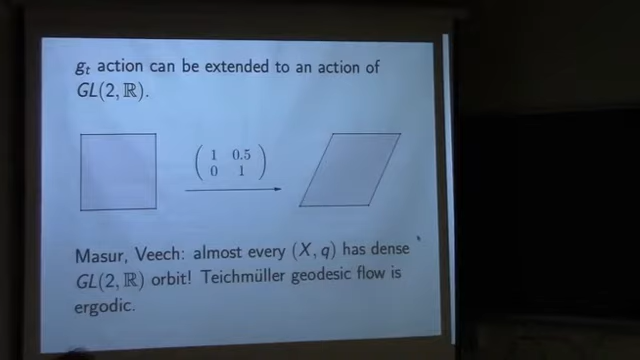 g_t action can be extended to an action of
GL(2,ℝ).
( 1 0.5
0 1 )
Masur, Veech: almost every (X, q) has dense
GL(2,ℝ) orbit! Teichmüller geodesic flow is
ergodic.